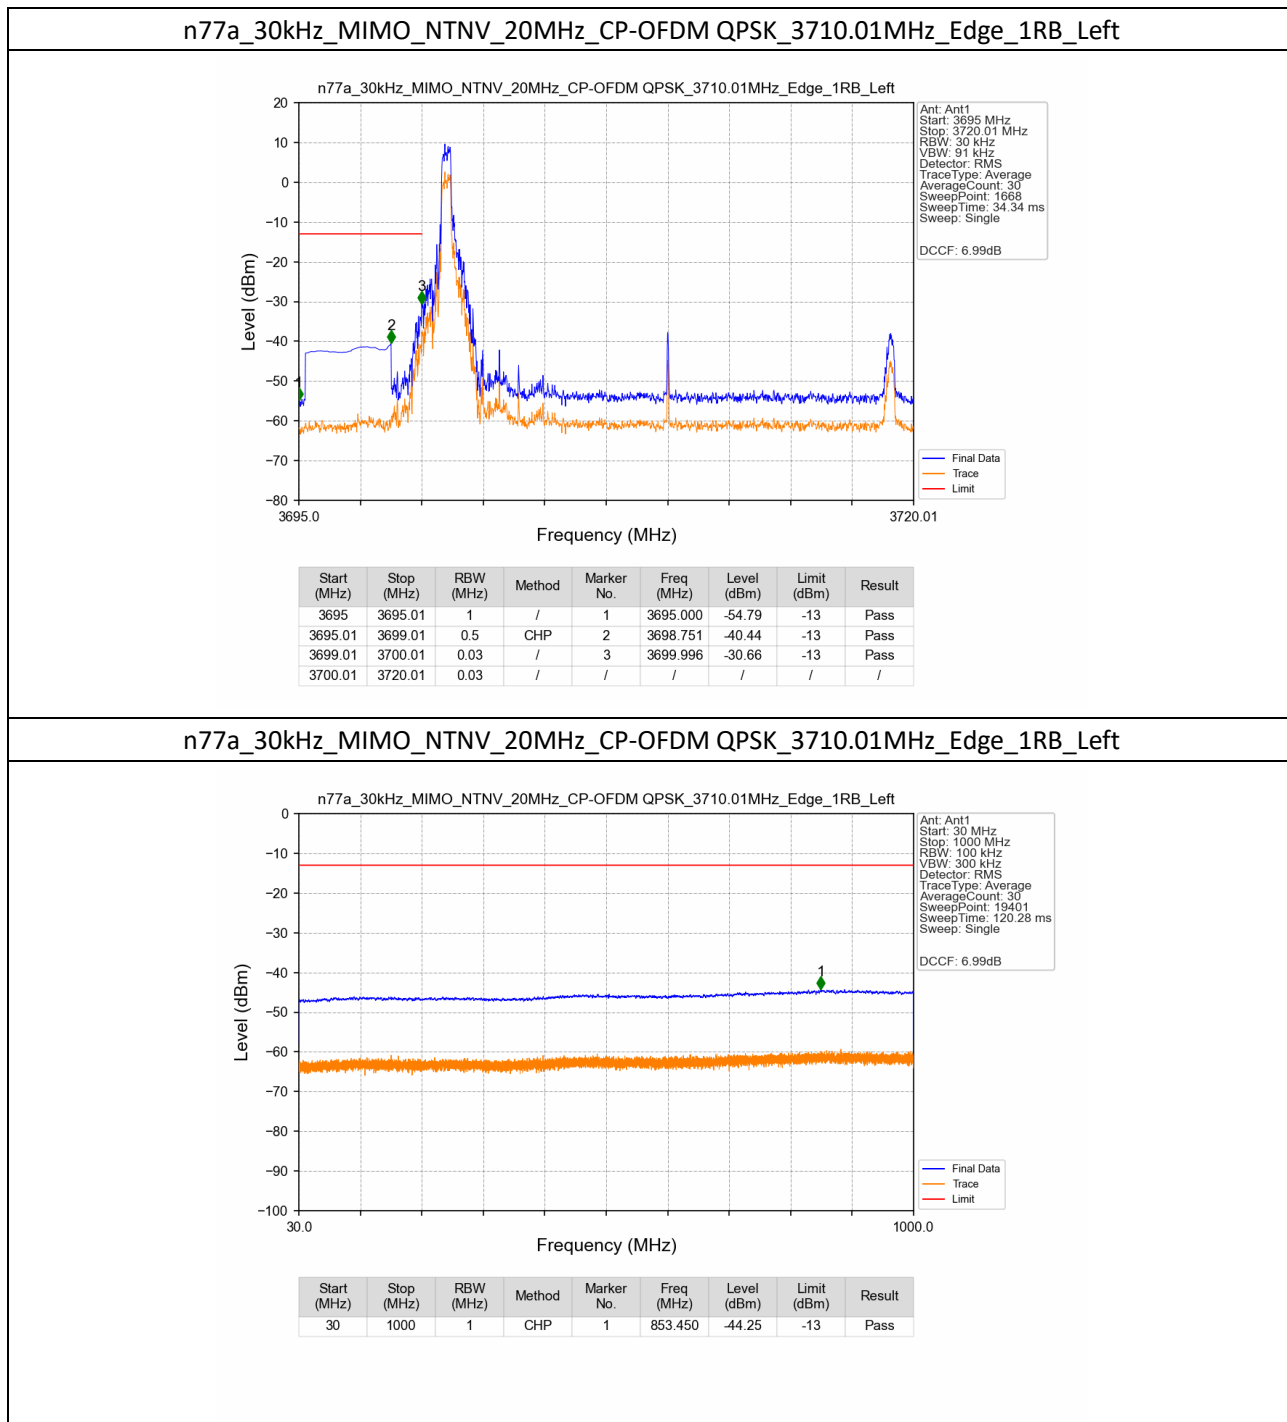 n77a_30kHz_MIMO_NTNV_20MHz_CP-OFDM QPSK_3710.01MHz_Edge_1RB_Left
n77a_30kHz_MIMO_NTNV_20MHz_CP-OFDM QPSK_3710.01MHz_Edge_1RB_Left
20
10
0
−10
−20
−30
−40
−50
−60
−70
−80
Level (dBm)
2
3
3695.0
3720.01
Frequency (MHz)
Ant: Ant1
Start: 3695 MHz
Stop: 3720.01 MHz
RBW: 30 kHz
VBW: 91 kHz
Detector: RMS
TraceType: Average
AverageCount: 30
SweepPoint: 1668
SweepTime: 34.34 ms
Sweep: Single
DCCF: 6.99dB
Final Data
Trace
Limit
Start (MHz) Stop (MHz) RBW (MHz) Method Marker No. Freq (MHz) Level (dBm) Limit (dBm) Result
3695 3695.01 1 / 1 3695.000 -54.79 -13 Pass
3695.01 3699.01 0.5 CHP 2 3698.751 -40.44 -13 Pass
3699.01 3700.01 0.03 / 3 3699.996 -30.66 -13 Pass
3700.01 3720.01 0.03 / / / / / /
n77a_30kHz_MIMO_NTNV_20MHz_CP-OFDM QPSK_3710.01MHz_Edge_1RB_Left
n77a_30kHz_MIMO_NTNV_20MHz_CP-OFDM QPSK_3710.01MHz_Edge_1RB_Left
0
−10
−20
−30
−40
−50
−60
−70
−80
−90
−100
Level (dBm)
1
30.0
1000.0
Frequency (MHz)
Ant: Ant1
Start: 30 MHz
Stop: 1000 MHz
RBW: 100 kHz
VBW: 300 kHz
Detector: RMS
TraceType: Average
AverageCount: 30
SweepPoint: 19401
SweepTime: 120.28 ms
Sweep: Single
DCCF: 6.99dB
Final Data
Trace
Limit
Start (MHz) Stop (MHz) RBW (MHz) Method Marker No. Freq (MHz) Level (dBm) Limit (dBm) Result
30 1000 1 CHP 1 853.450 -44.25 -13 Pass